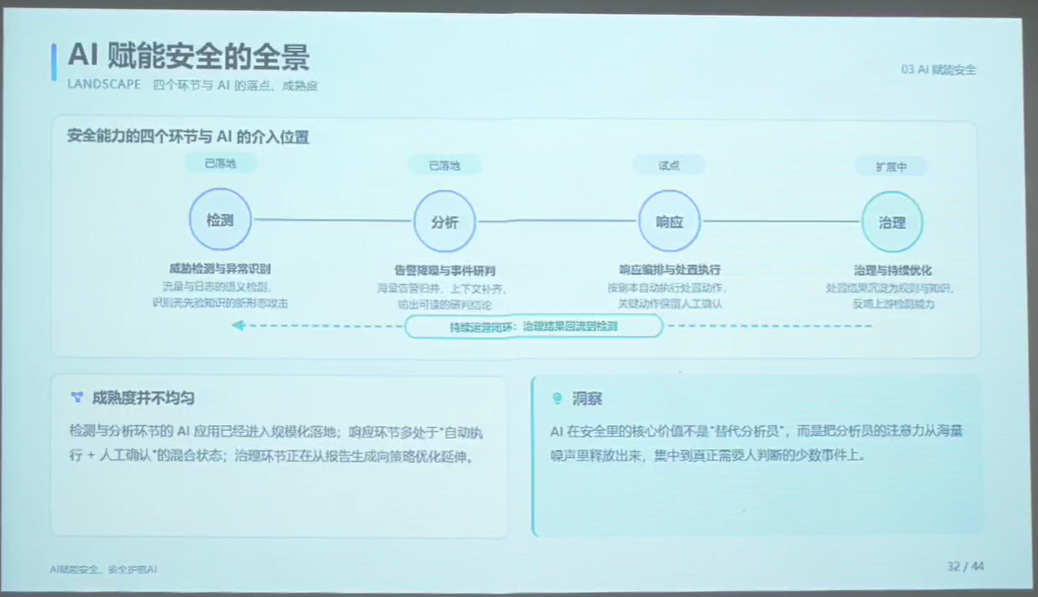 AI 赋能安全的全景
LANDSCAPE 四个环节与 AI 的落点、成熟度
03 AI 赋能安全
安全能力的四个环节与 AI 的介入位置
已落地
已落地
试点
扩展中
检测
分析
响应
治理
威胁检测与异常识别
流量与日志的语义检测,
识别无先验知识的新形态攻击
告警降噪与事件研判
海量告警归并、上下文补齐,
输出可读的研判结论
响应编排与处置执行
按剧本自动执行处置动作,
关键动作保留人工确认
治理与持续优化
处置结果沉淀为规则与知识,
反哺上游检测能力
持续运营闭环：治理结果回流到检测
成熟度并不均匀
检测与分析环节的 AI 应用已经进入规模化落地；响应环节多处于"自动执
行 + 人工确认"的混合状态；治理环节正在从报告生成向策略优化延伸。
洞察
AI 在安全里的核心价值不是"替代分析员"，而是把分析员的注意力从海量
噪声里释放出来，集中到真正需要人判断的少数事件上。
AI赋能安全，安全护航AI
32 / 44